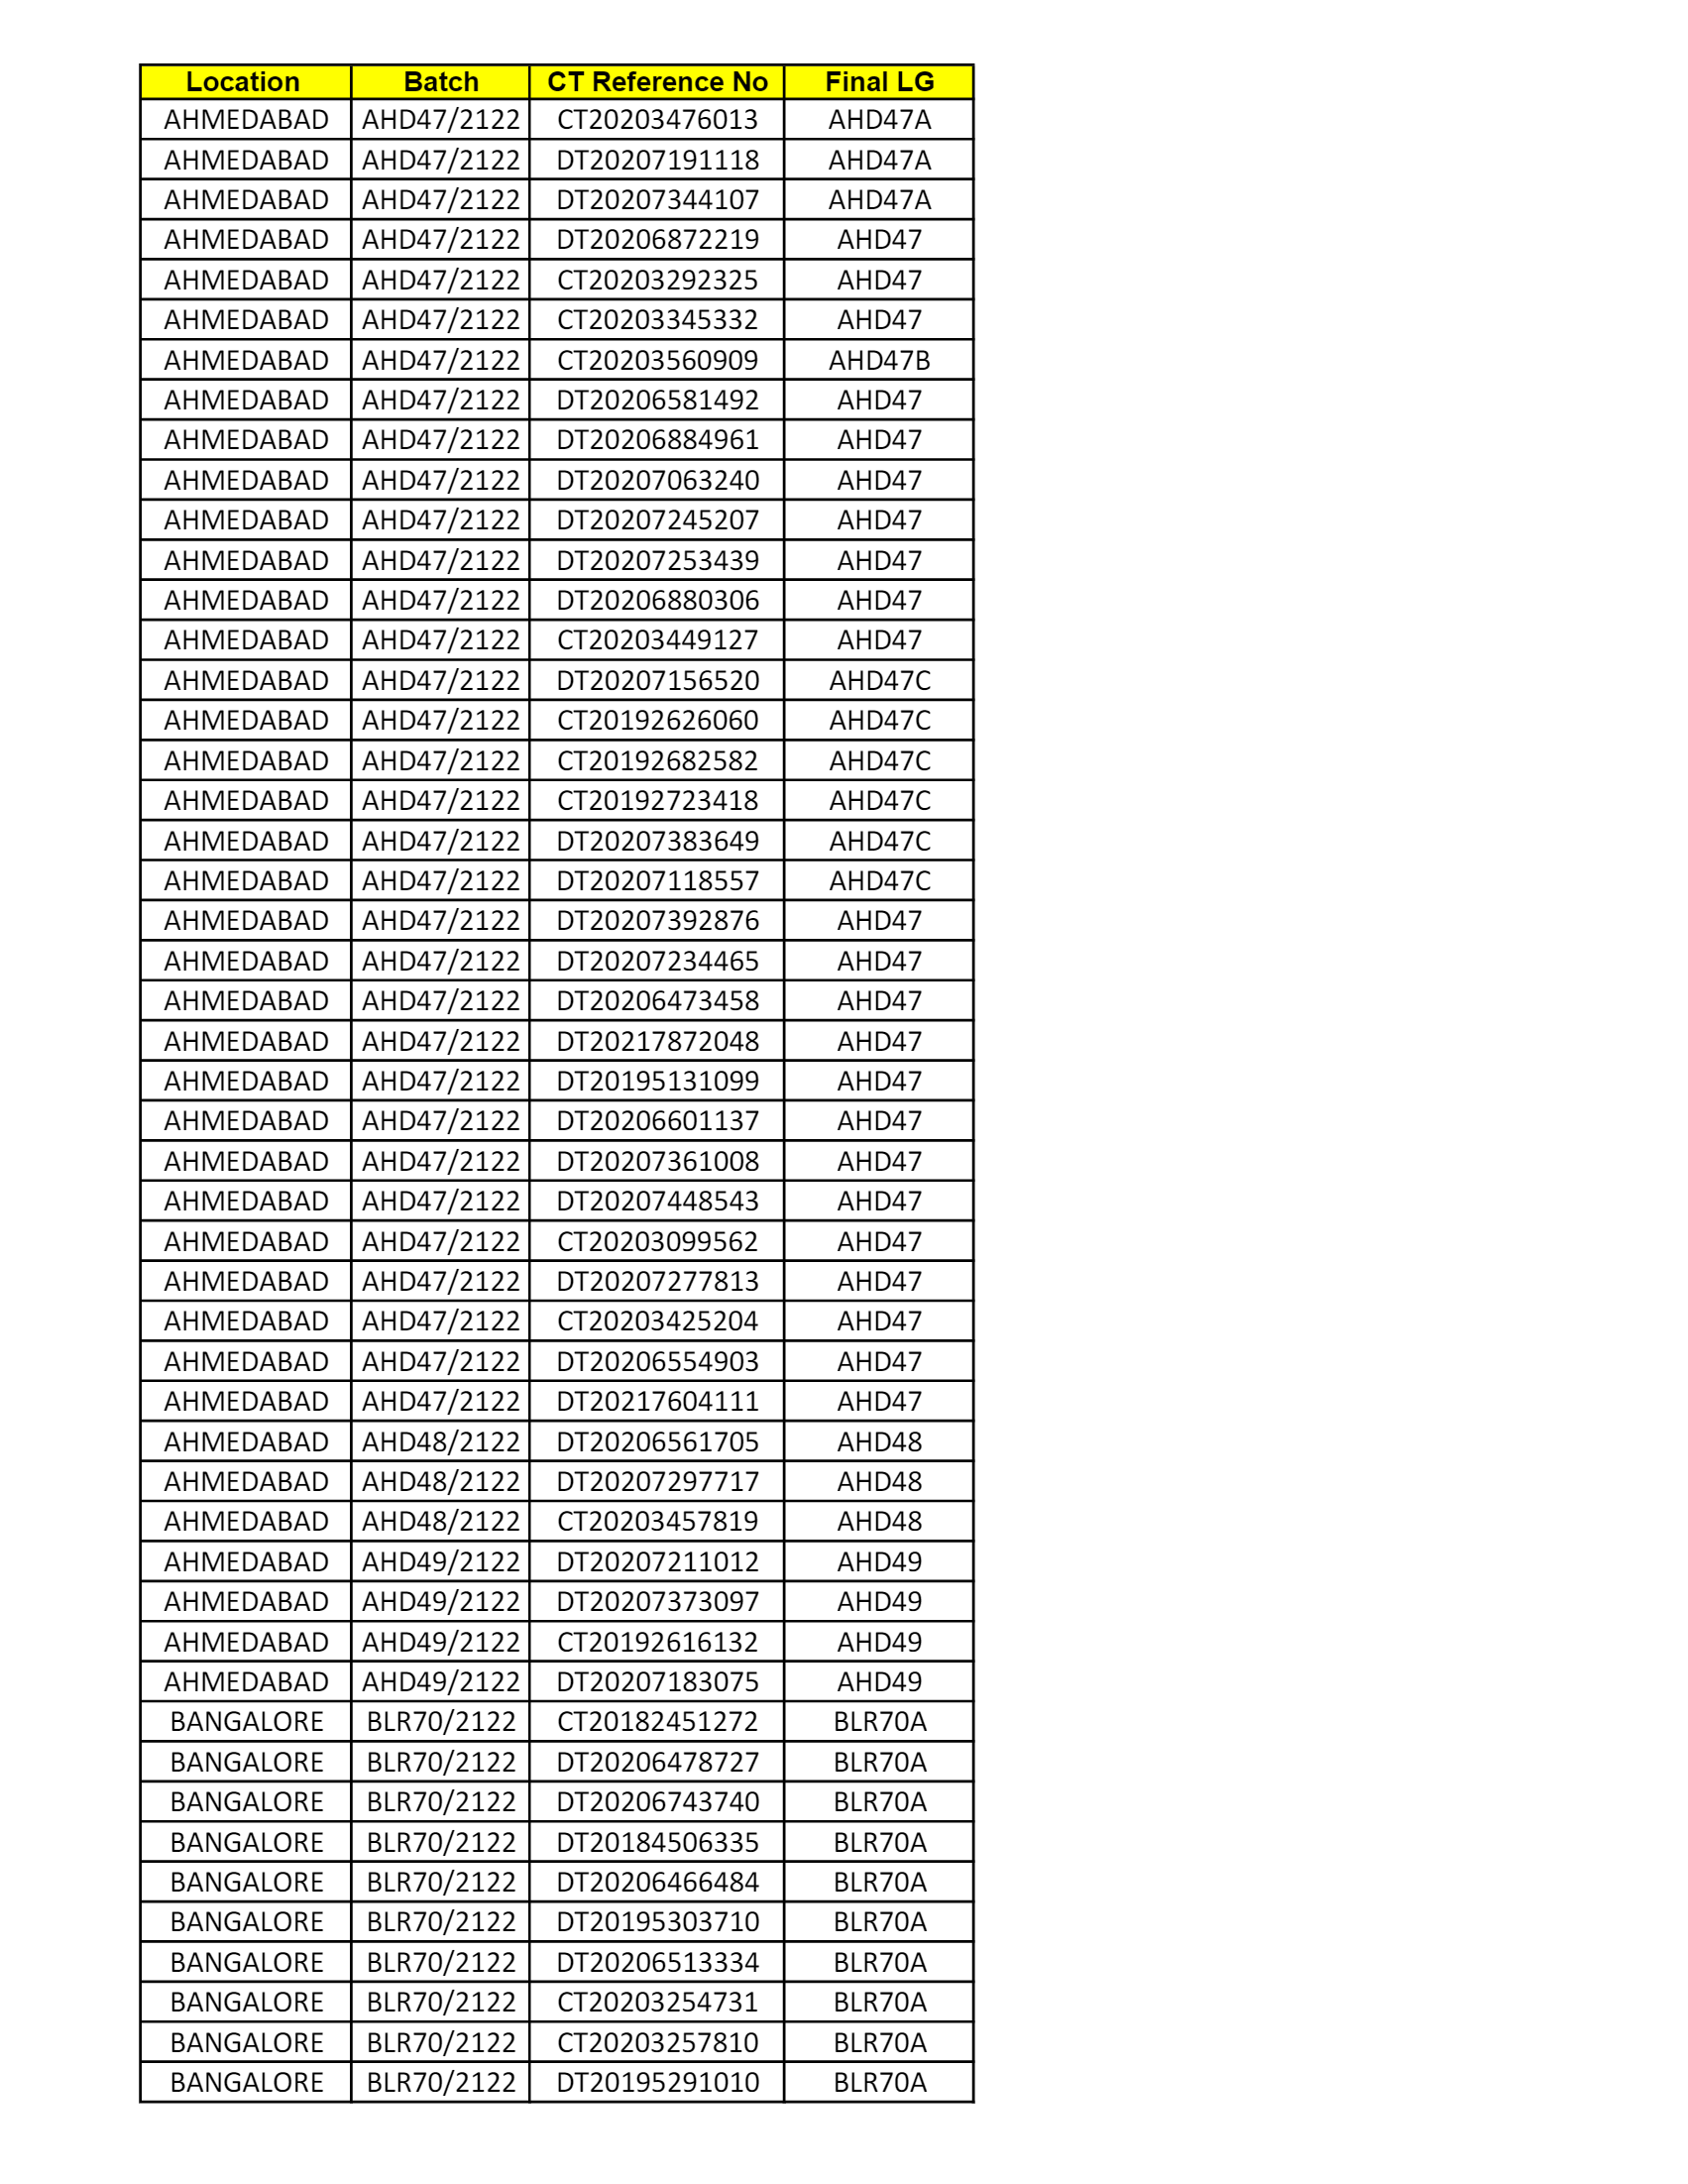 Location Batch CT Reference No Final LG
AHMEDABAD AHD47/2122 CT20203476013 AHD47A
AHMEDABAD AHD47/2122 DT20207191118 AHD47A
AHMEDABAD AHD47/2122 DT20207344107 AHD47A
AHMEDABAD AHD47/2122 DT20206872219 AHD47
AHMEDABAD AHD47/2122 CT20203292325 AHD47
AHMEDABAD AHD47/2122 CT20203345332 AHD47
AHMEDABAD AHD47/2122 CT20203560909 AHD47B
AHMEDABAD AHD47/2122 DT20206581492 AHD47
AHMEDABAD AHD47/2122 DT20206884961 AHD47
AHMEDABAD AHD47/2122 DT20207063240 AHD47
AHMEDABAD AHD47/2122 DT20207245207 AHD47
AHMEDABAD AHD47/2122 DT20207253439 AHD47
AHMEDABAD AHD47/2122 DT20206880306 AHD47
AHMEDABAD AHD47/2122 CT20203449127 AHD47
AHMEDABAD AHD47/2122 DT20207156520 AHD47C
AHMEDABAD AHD47/2122 CT20192626060 AHD47C
AHMEDABAD AHD47/2122 CT20192682582 AHD47C
AHMEDABAD AHD47/2122 CT20192723418 AHD47C
AHMEDABAD AHD47/2122 DT20207383649 AHD47C
AHMEDABAD AHD47/2122 DT20207118557 AHD47C
AHMEDABAD AHD47/2122 DT20207392876 AHD47
AHMEDABAD AHD47/2122 DT20207234465 AHD47
AHMEDABAD AHD47/2122 DT20206473458 AHD47
AHMEDABAD AHD47/2122 DT20217872048 AHD47
AHMEDABAD AHD47/2122 DT20195131099 AHD47
AHMEDABAD AHD47/2122 DT20206601137 AHD47
AHMEDABAD AHD47/2122 DT20207361008 AHD47
AHMEDABAD AHD47/2122 DT20207448543 AHD47
AHMEDABAD AHD47/2122 CT20203099562 AHD47
AHMEDABAD AHD47/2122 DT20207277813 AHD47
AHMEDABAD AHD47/2122 CT20203425204 AHD47
AHMEDABAD AHD47/2122 DT20206554903 AHD47
AHMEDABAD AHD47/2122 DT20217604111 AHD47
AHMEDABAD AHD48/2122 DT20206561705 AHD48
AHMEDABAD AHD48/2122 DT20207297717 AHD48
AHMEDABAD AHD48/2122 CT20203457819 AHD48
AHMEDABAD AHD49/2122 DT20207211012 AHD49
AHMEDABAD AHD49/2122 DT20207373097 AHD49
AHMEDABAD AHD49/2122 CT20192616132 AHD49
AHMEDABAD AHD49/2122 DT20207183075 AHD49
BANGALORE BLR70/2122 CT20182451272 BLR70A
BANGALORE BLR70/2122 DT20206478727 BLR70A
BANGALORE BLR70/2122 DT20206743740 BLR70A
BANGALORE BLR70/2122 DT20184506335 BLR70A
BANGALORE BLR70/2122 DT20206466484 BLR70A
BANGALORE BLR70/2122 DT20195303710 BLR70A
BANGALORE BLR70/2122 DT20206513334 BLR70A
BANGALORE BLR70/2122 CT20203254731 BLR70A
BANGALORE BLR70/2122 CT20203257810 BLR70A
BANGALORE BLR70/2122 DT20195291010 BLR70A